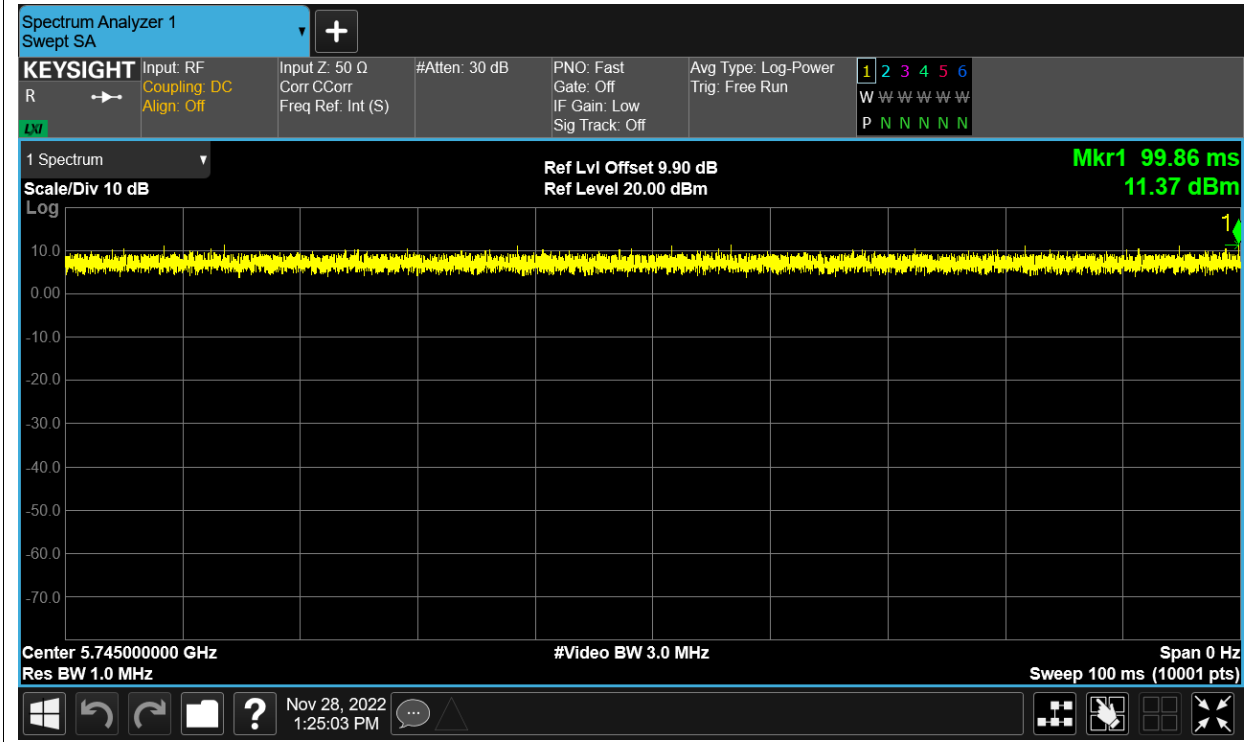 Spectrum Analyzer 1
Swept SA
KEYSIGHT
R
LXI
Input: RF
Coupling: DC
Align: Off
Input Z: 50 Ω
Corr CCorr
Freq Ref: Int (S)
#Atten: 30 dB
PNO: Fast
Gate: Off
IF Gain: Low
Sig Track: Off
Avg Type: Log-Power
Trig: Free Run
1 2 3 4 5 6
W W W W W W
P N N N N N
1 Spectrum
Scale/Div 10 dB
Log
Ref Lvl Offset 9.90 dB
Ref Level 20.00 dBm
Mkr1 99.86 ms
11.37 dBm
1
10.0
0.00
-10.0
-20.0
-30.0
-40.0
-50.0
-60.0
-70.0
Center 5.745000000 GHz
#Video BW 3.0 MHz
Span 0 Hz
Res BW 1.0 MHz
Sweep 100 ms (10001 pts)
?
Nov 28, 2022
1:25:03 PM